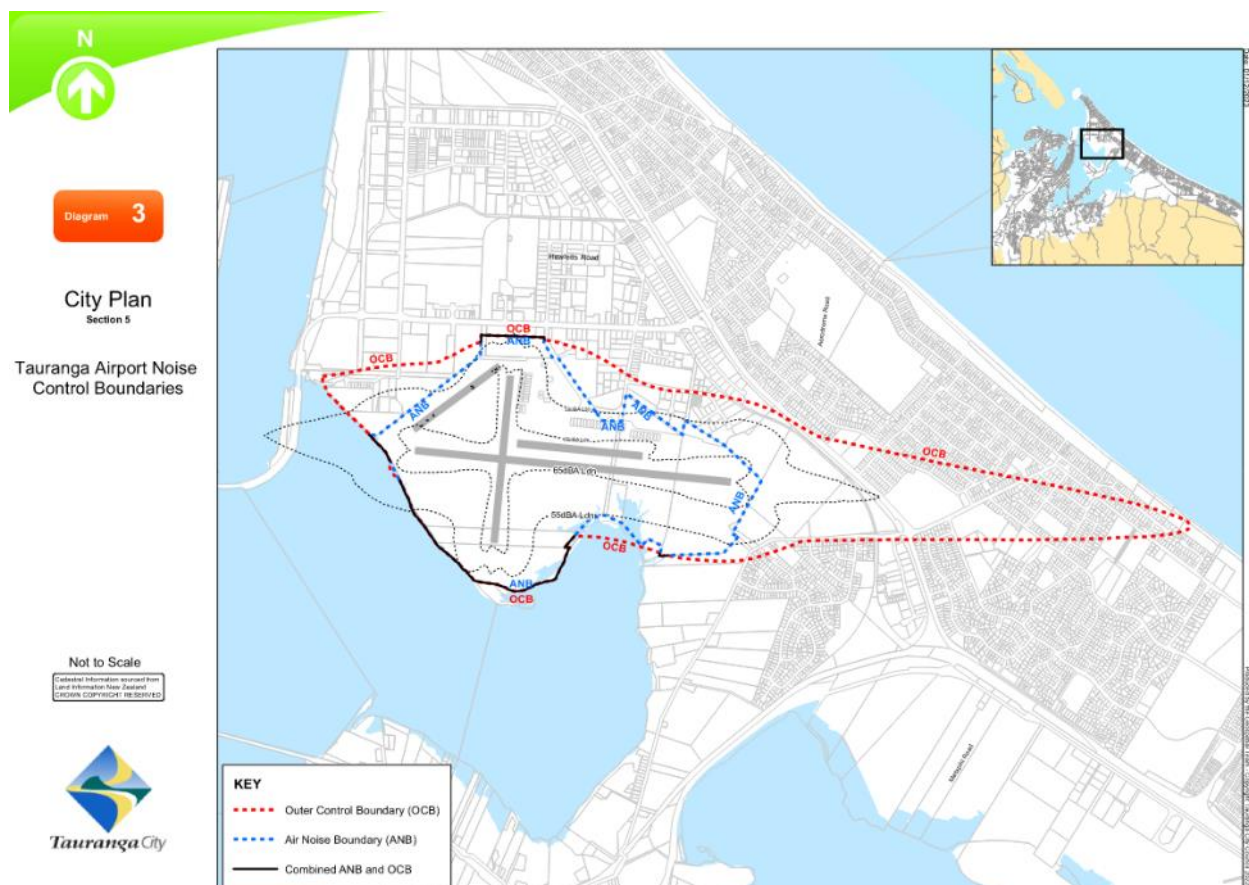 N
Diagram 3
City Plan
Section 5
Tauranga Airport Noise
Control Boundaries
Not to Scale
Cadastral Information sourced from
Land Information New Zealand
CROWN COPYRIGHT RESERVED
Tauranga City
Hewletts Road
Aerodrome Road
OCB
ANB
OCB
ANB
ANB
ANB
OCB
65dBA Ldn
ANB
55dBA Ldn
OCB
ANB
OCB
KEY
Outer Control Boundary (OCB)
Air Noise Boundary (ANB)
Combined ANB and OCB